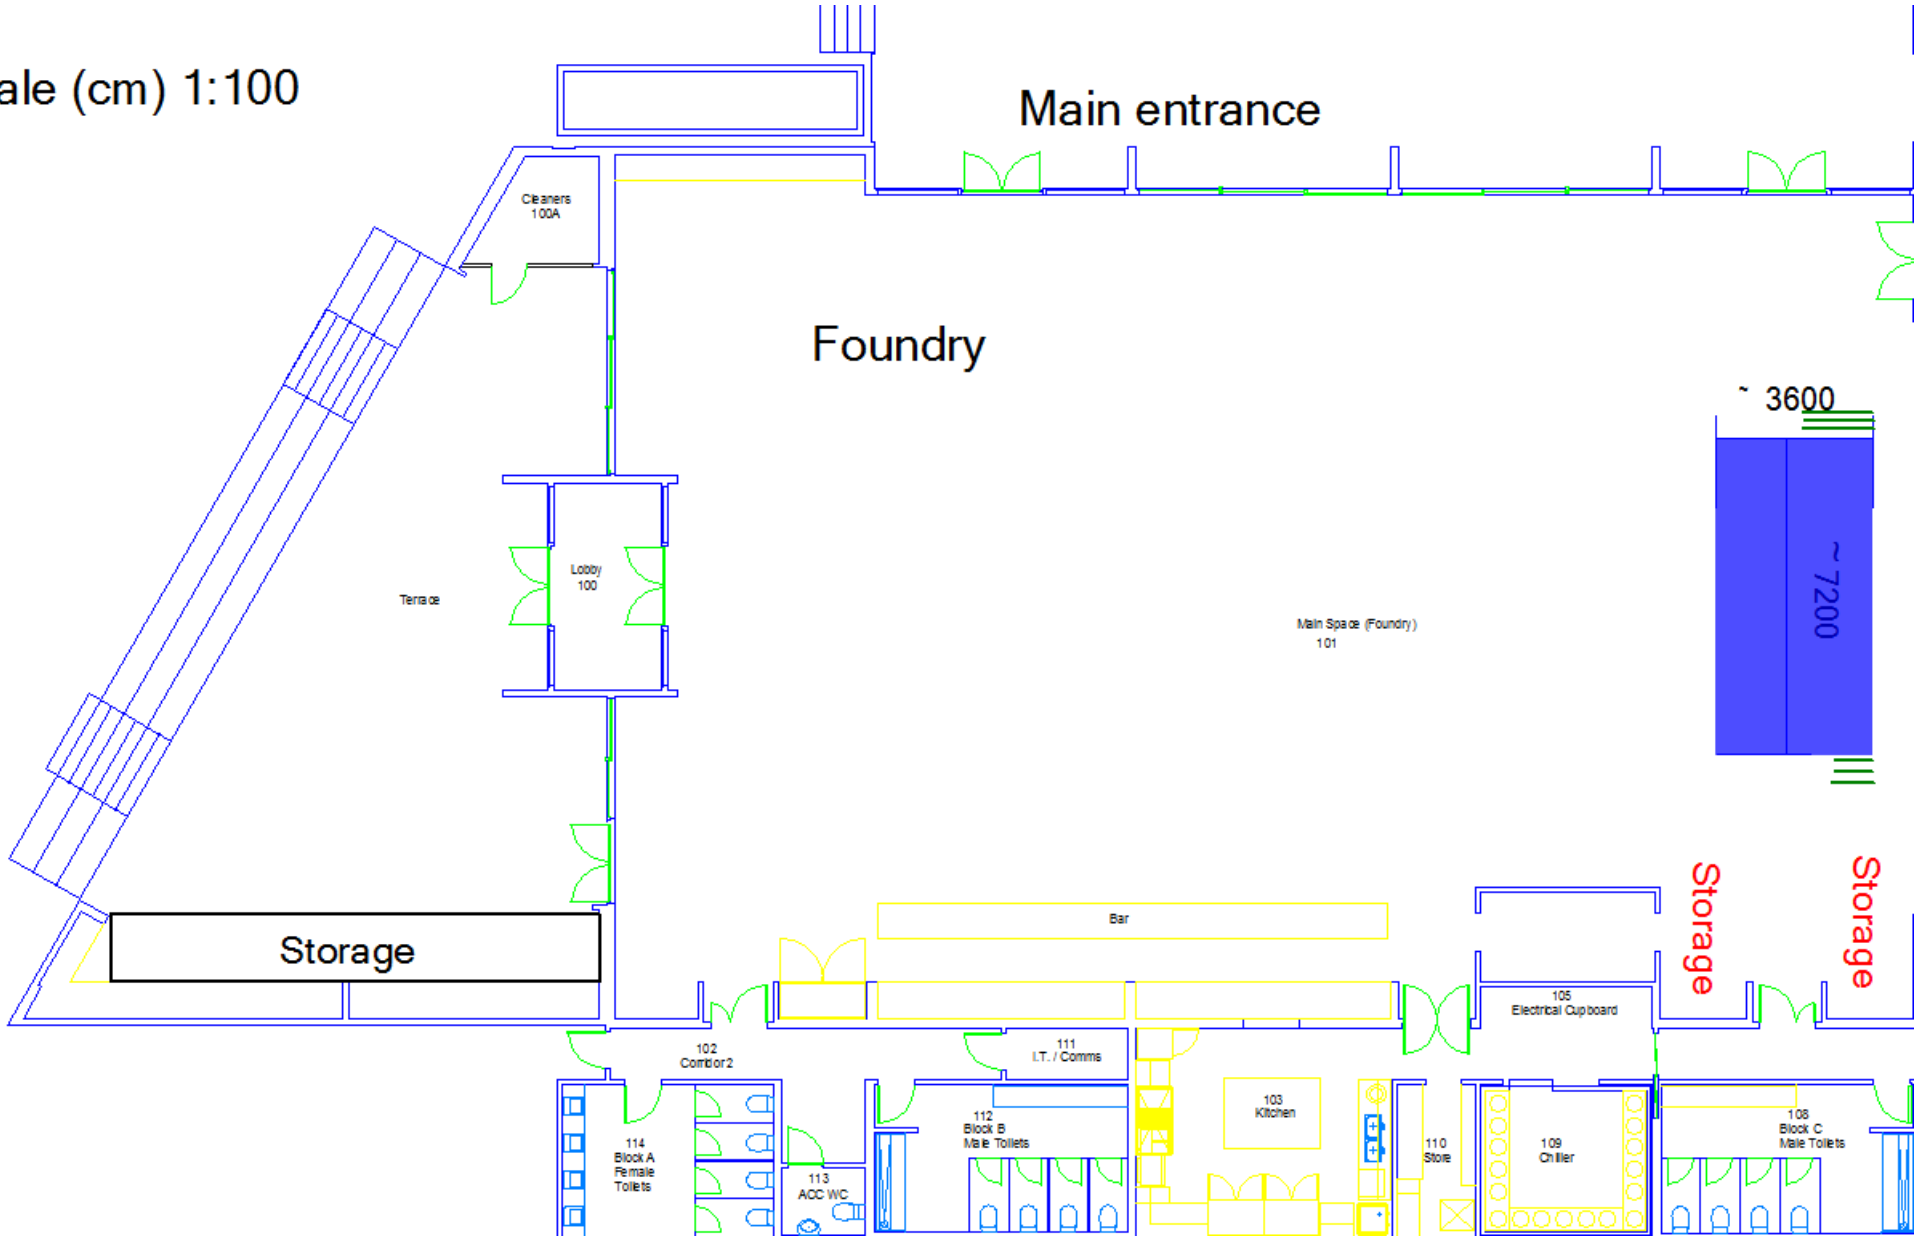 ale (cm) 1:100
Main entrance
Cleaners
100A
Foundry
~ 3600
~ 7200
Lobby
100
Terrace
Main Space (Foundry)
101
Storage
Storage
Bar
Storage
105
Electrical Cupboard
102
Corridor 2
111
I.T. / Comms
103
Kitchen
112
Block B
Male Toilets
108
Block C
Male Toilets
114
Block A
Female
Toilets
110
Store
109
Chiller
113
ACC WC